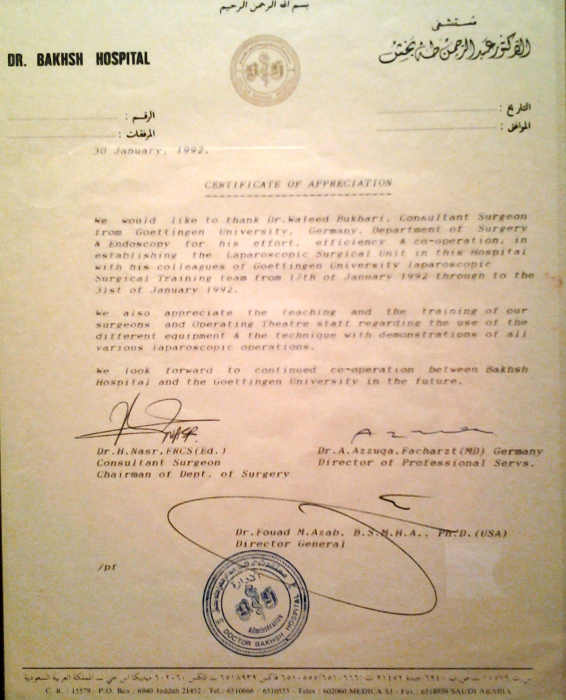 بسم الله الرحمن الرحيم
DR. BAKHSH HOSPITAL
مستشفى
الدكتور عبد الرحمن طه بخش
الرقم :
المرفقات :
التاريخ :
الموافق :
30 January, 1992.
CERTIFICATE OF APPRECIATION
We would like to thank Dr.Waleed Bukhari, Consultant Surgeon
from Goettingen University, Germany, Department of Surgery
& Endoscopy for his effort, efficiency & co-operation, in
establishing the Laparoscopic Surgical Unit in this Hospital
with his colleagues of Goettingen University laparoscopic
Surgical Training team from 17th of January 1992 through to the
31st of January 1992.
We also appreciate the teaching and the training of our
surgeons and Operating Theatre staff regarding the use of the
different equipment & the technique with demonstrations of all
various laparoscopic operations.
We look forward to continued co-operation between Bakhsh
Hospital and the Goettingen University in the future.
NASR
Dr.H.Nasr,FRCS(Ed.)
Consultant Surgeon
Chairman of Dept. of Surgery
Dr.A.Azzuqa,Facharzt(MD) Germany
Director of Professional Servs.
Dr.Fouad M.Azab, B.S.M.H.A., Ph.D.(USA)
Director General
/pf
الإدارة
Administration
DOCTOR BAKHSH HOSPITAL
C. R. : 15579 - P.O. Box : 6940 Jeddah 21452 - Tel. : 6510666 / 6510555 - Telex : 602060 MEDICA SJ - Fax : 6518939 SAUDI ARABIA